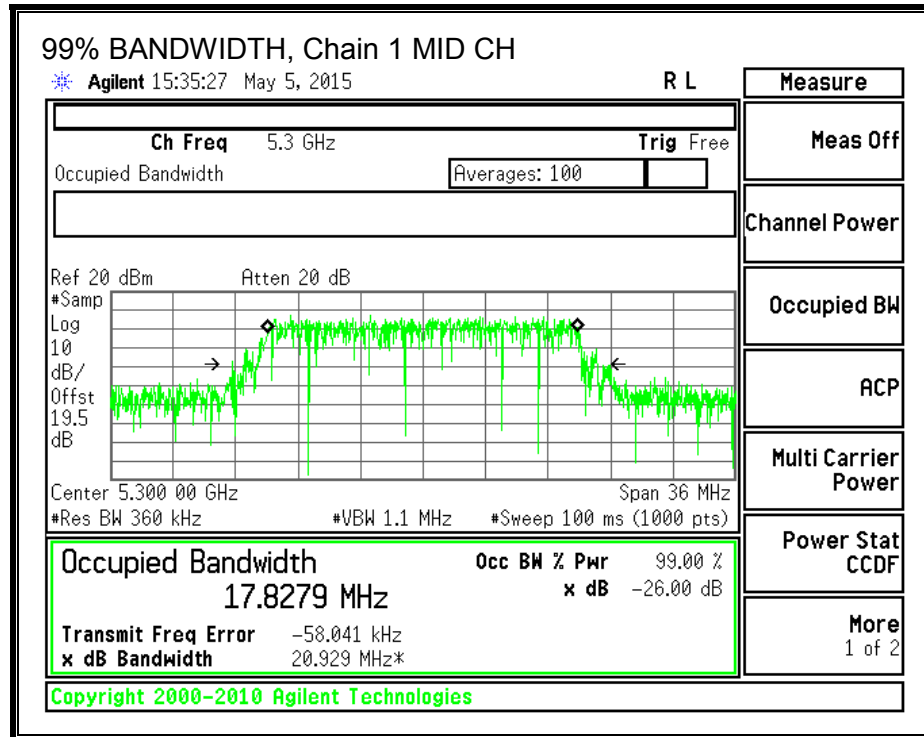 99% BANDWIDTH, Chain 1 MID CH
Agilent 15:35:27 May 5, 2015 R L
Measure
Ch Freq 5.3 GHz Trig Free
Occupied Bandwidth Averages: 100
Meas Off
Channel Power
Occupied BW
ACP
Multi Carrier
Power
Power Stat
CCDF
More
1 of 2
Ref 20 dBm Atten 20 dB
#Samp
Log
10
dB/
Offst
19.5
dB
Center 5.300 00 GHz Span 36 MHz
#Res BW 360 kHz #VBW 1.1 MHz #Sweep 100 ms (1000 pts)
Occupied Bandwidth Occ BW % Pwr 99.00 %
17.8279 MHz x dB -26.00 dB
Transmit Freq Error -58.041 kHz
x dB Bandwidth 20.929 MHz*
Copyright 2000-2010 Agilent Technologies